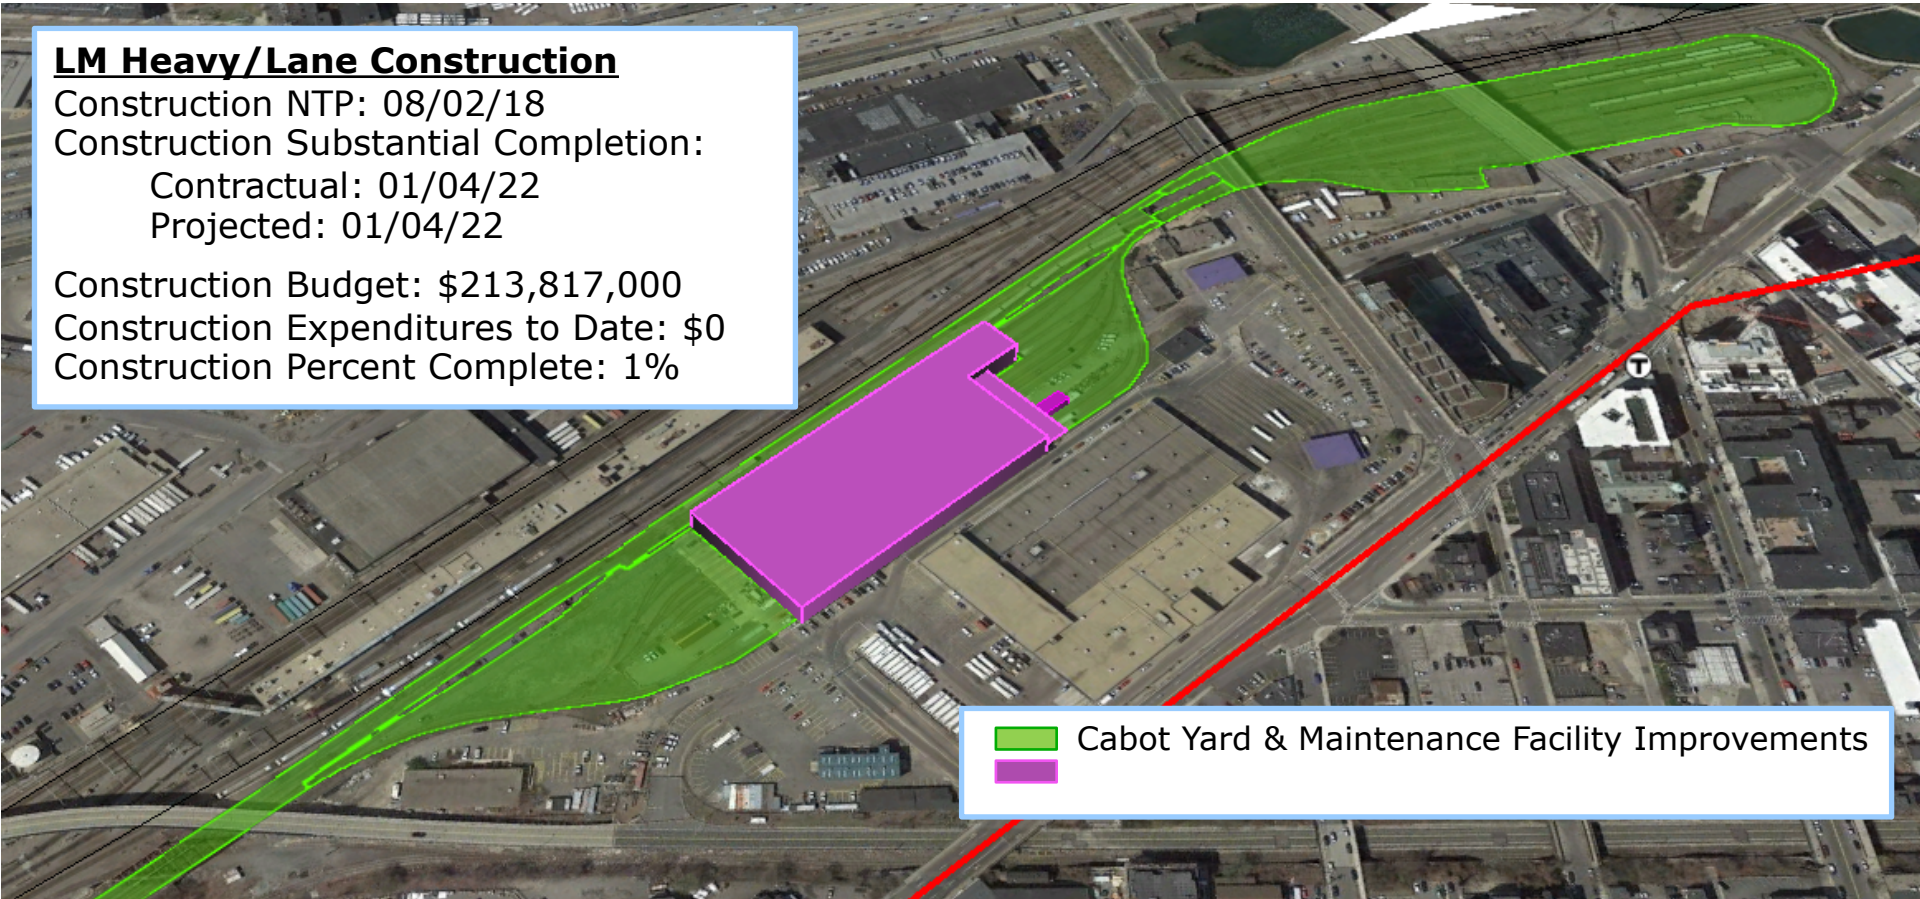 LM Heavy/Lane Construction
Construction NTP: 08/02/18
Construction Substantial Completion:
Contractual: 01/04/22
Projected: 01/04/22
Construction Budget: $213,817,000
Construction Expenditures to Date: $0
Construction Percent Complete: 1%
T
Cabot Yard & Maintenance Facility Improvements